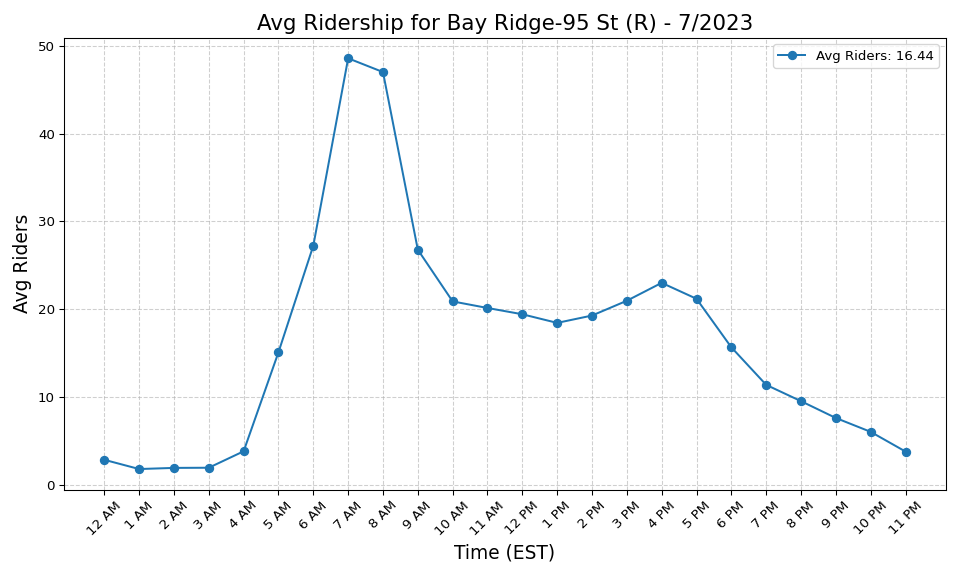 Avg Ridership for Bay Ridge-95 St (R) - 7/2023
Avg Riders: 16.44
50
40
30
20
10
0
Avg Riders
12 AM 1 AM 2 AM 3 AM 4 AM 5 AM 6 AM 7 AM 8 AM 9 AM 10 AM 11 AM 12 PM 1 PM 2 PM 3 PM 4 PM 5 PM 6 PM 7 PM 8 PM 9 PM 10 PM 11 PM
Time (EST)